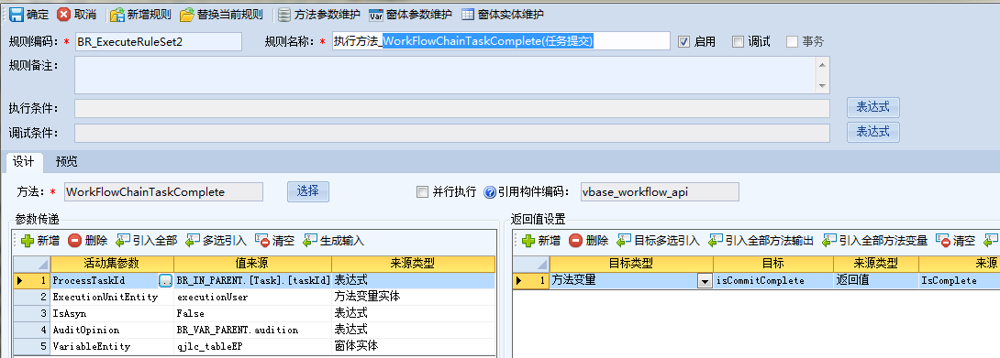 确定 取消 新增规则 替换当前规则 方法参数维护 Var 窗体参数维护 窗体实体维护
规则编码：* BR_ExecuteRuleSet2 规则名称：* 执行方法_WorkFlowChainTaskComplete(任务提交) 启用 调试 事务
规则备注：
执行条件： 表达式
调试条件： 表达式
设计 预览
方法：* WorkFlowChainTaskComplete 选择 并行执行 ?引用构件编码： vbase_workflow_api
参数传递 返回值设置
新增 删除 引入全部 多选引入 清空 生成输入 新增 删除 目标多选引入 引入全部方法输出 引入全部方法变量 清空
活动集参数 值来源 来源类型 目标类型 目标 来源类型 来源
1 ProcessTaskId ... BR_IN_PARENT.[Task].[taskId] 表达式 1 方法变量 isCommitComplete 返回值 IsComplete
2 ExecutionUnitEntity executionUser 方法变量实体
3 IsAsyn False 表达式
4 AuditOpinion BR_VAR_PARENT.audition 表达式
5 VariableEntity qjlc_tableEP 窗体实体